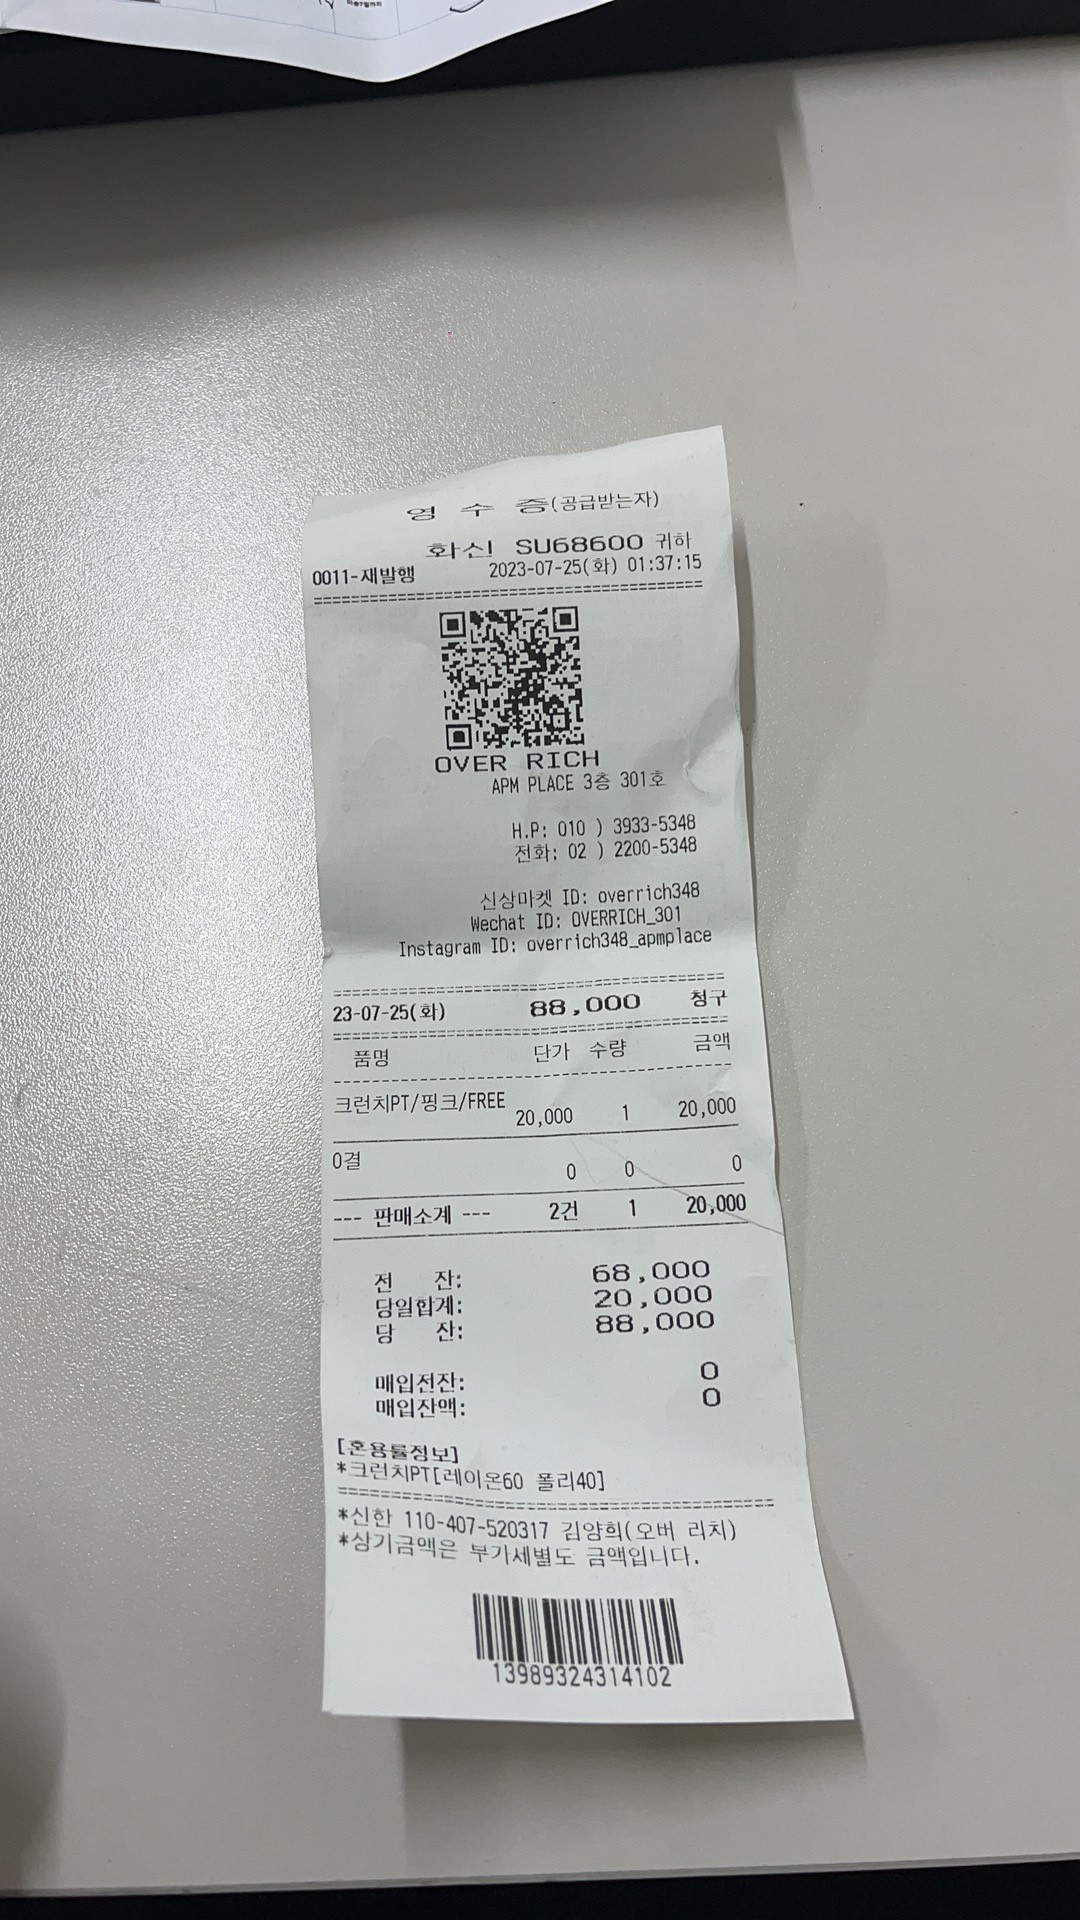 영 수 증(공급받는자)
화신 SU68600 귀하
0011-재발행 2023-07-25(화) 01:37:15
OVER RICH
APM PLACE 3층 301호
H.P: 010 ) 3933-5348
전화: 02 ) 2200-5348
신상마켓 ID: overrich348
Wechat ID: OVERRICH_301
Instagram ID: overrich348_apmplace
23-07-25(화) 88,000 청구
품명 단가 수량 금액
크런치PT/핑크/FREE 20,000 1 20,000
0결 0 0 0
--- 판매소계 --- 2건 1 20,000
전 잔: 68,000
당일합계: 20,000
당 잔: 88,000
매입전잔: 0
매입잔액: 0
[혼용률정보]
*크런치PT[레이온60 폴리40]
*신한 110-407-520317 김양희(오버 리치)
*상기금액은 부가세별도 금액입니다.
13989324314102